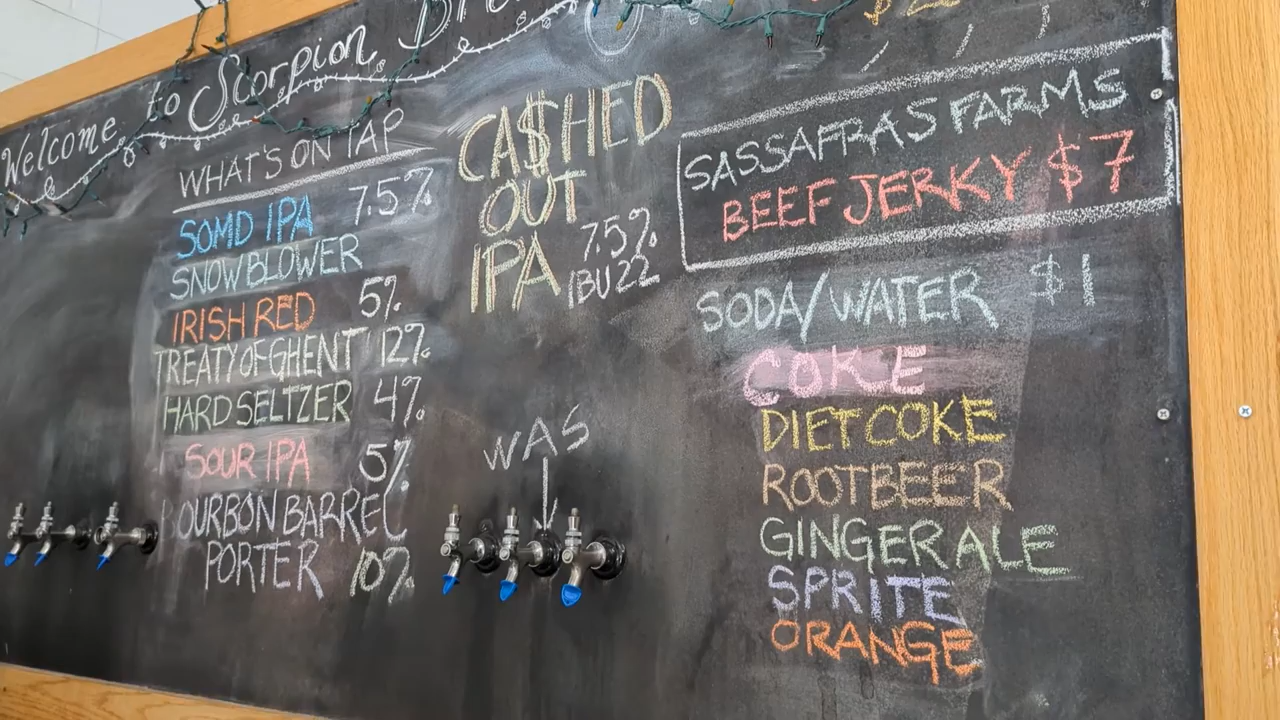 Welcome to Scorpion
WHAT'S ON TAP
SOMD IPA 7.5%
SNOWBLOWER
IRISH RED 5%
TREATY OF GHENT 12%
HARD SELTZER 4%
SOUR IPA 5%
BOURBON BARREL
PORTER 10%
CA$HED
OUT
IPA 7.5%
IBU 22
WAS
SASSAFRAS FARMS
BEEF JERKY $7
SODA/WATER $1
COKE
DIET COKE
ROOTBEER
GINGER ALE
SPRITE
ORANGE